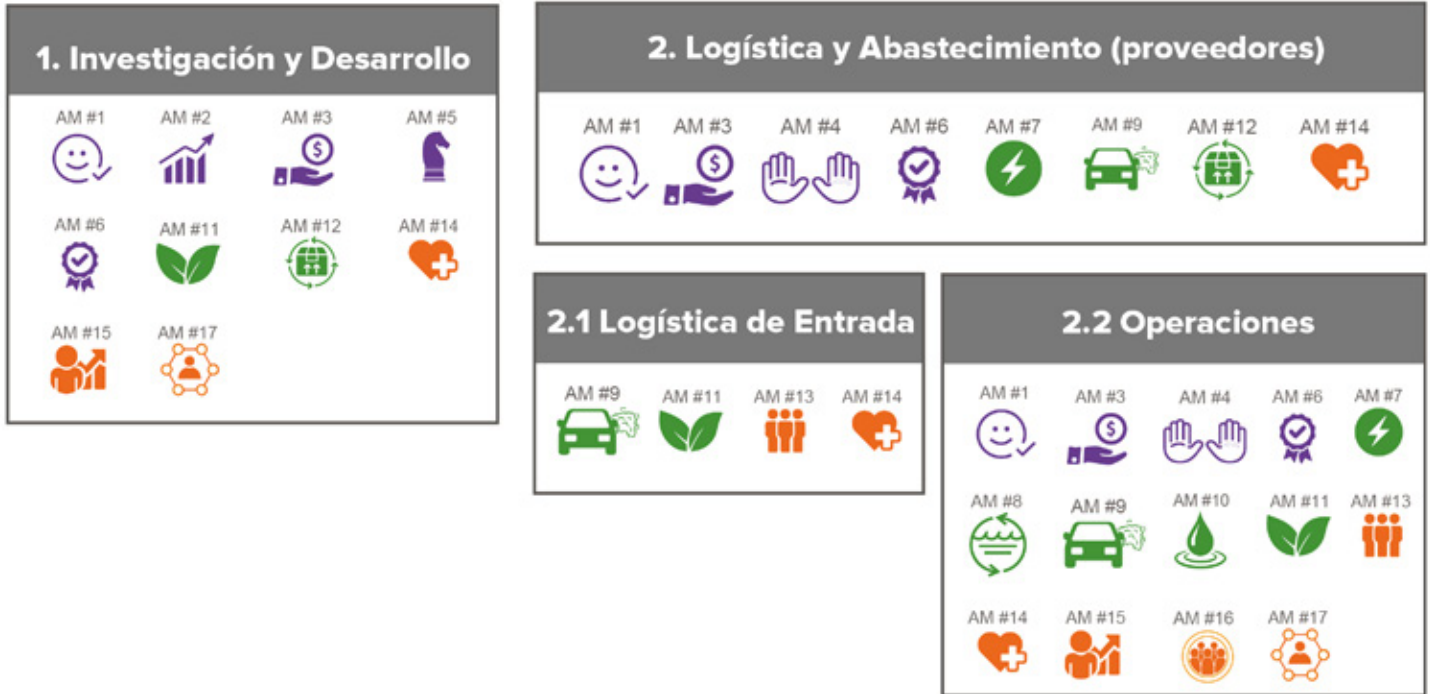 1. Investigación y Desarrollo
AM #1 AM #2 AM #3 AM #5
AM #6 AM #11 AM #12 AM #14
AM #15 AM #17
2. Logística y Abastecimiento (proveedores)
AM #1 AM #3 AM #4 AM #6 AM #7 AM #9 AM #12 AM #14
2.1 Logística de Entrada
AM #9 AM #11 AM #13 AM #14
2.2 Operaciones
AM #1 AM #3 AM #4 AM #6 AM #7
AM #8 AM #9 AM #10 AM #11 AM #13
AM #14 AM #15 AM #16 AM #17